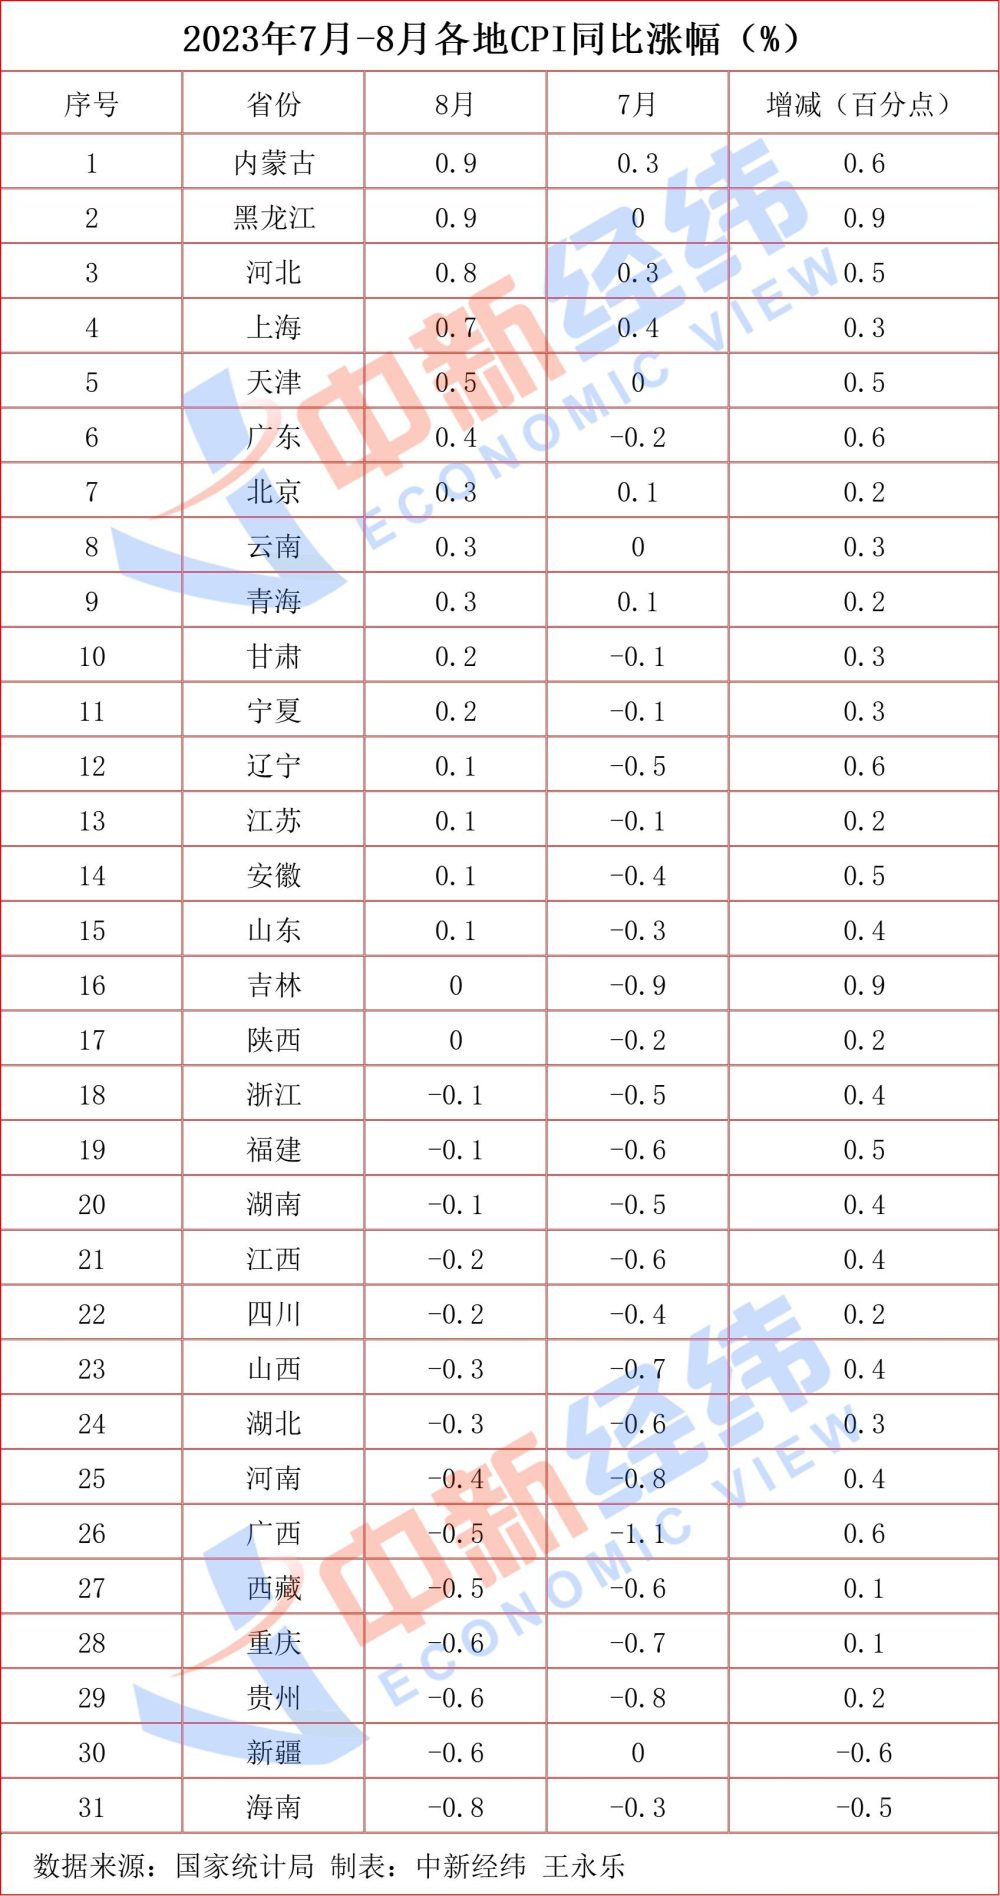 2023年7月-8月各地CPI同比涨幅（%）
序号 省份 8月 7月 增减（百分点）
1 内蒙古 0.9 0.3 0.6
2 黑龙江 0.9 0 0.9
3 河北 0.8 0.3 0.5
4 上海 0.7 0.4 0.3
5 天津 0.5 0 0.5
6 广东 0.4 -0.2 0.6
7 北京 0.3 0.1 0.2
8 云南 0.3 0 0.3
9 青海 0.3 0.1 0.2
10 甘肃 0.2 -0.1 0.3
11 宁夏 0.2 -0.1 0.3
12 辽宁 0.1 -0.5 0.6
13 江苏 0.1 -0.1 0.2
14 安徽 0.1 -0.4 0.5
15 山东 0.1 -0.3 0.4
16 吉林 0 -0.9 0.9
17 陕西 0 -0.2 0.2
18 浙江 -0.1 -0.5 0.4
19 福建 -0.1 -0.6 0.5
20 湖南 -0.1 -0.5 0.4
21 江西 -0.2 -0.6 0.4
22 四川 -0.2 -0.4 0.2
23 山西 -0.3 -0.7 0.4
24 湖北 -0.3 -0.6 0.3
25 河南 -0.4 -0.8 0.4
26 广西 -0.5 -1.1 0.6
27 西藏 -0.5 -0.6 0.1
28 重庆 -0.6 -0.7 0.1
29 贵州 -0.6 -0.8 0.2
30 新疆 -0.6 0 -0.6
31 海南 -0.8 -0.3 -0.5
数据来源：国家统计局 制表：中新经纬 王永乐
中新经纬
ECONOMIC VIEW
中新经纬
ECONOMIC VIEW